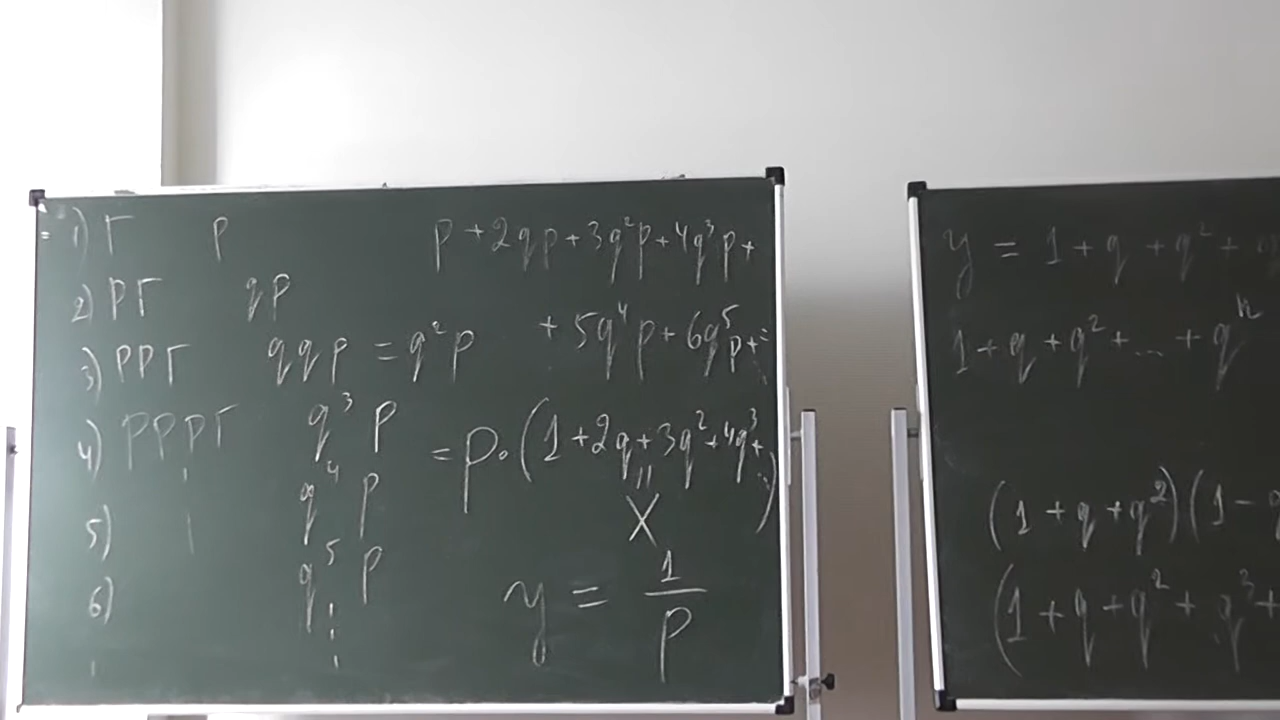 1) Г p
2) РГ qp
3) РРГ qqp = q²p
4) РРРГ q³ p
5) q⁴ p
6) q⁵ p
p + 2qp + 3q²p + 4q³p +
+ 5q⁴p + 6q⁵p + =
= p · (1 + 2q + 3q² + 4q³ + ...)
"
X
y = 1/p
y = 1 + q + q² +
1 + q + q² + ... + qⁿ
(1 + q + q²)(1 -
(1 + q + q² + q³ +